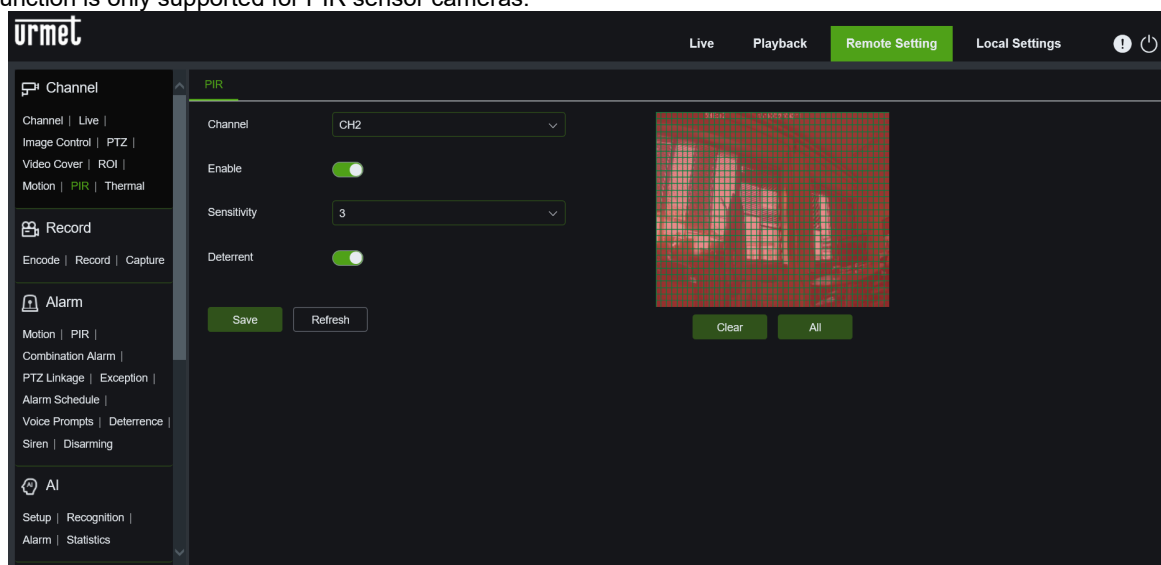 unction is only supported for PIR sensor cameras.
urmet
Live Playback Remote Setting Local Settings
Channel
Channel | Live |
Image Control | PTZ |
Video Cover | ROI |
Motion | PIR | Thermal
Record
Encode | Record | Capture
Alarm
Motion | PIR |
Combination Alarm |
PTZ Linkage | Exception |
Alarm Schedule |
Voice Prompts | Deterrence |
Siren | Disarming
AI
Setup | Recognition |
Alarm | Statistics
PIR
Channel CH2
Enable
Sensitivity 3
Deterrent
Save Refresh
Clear All